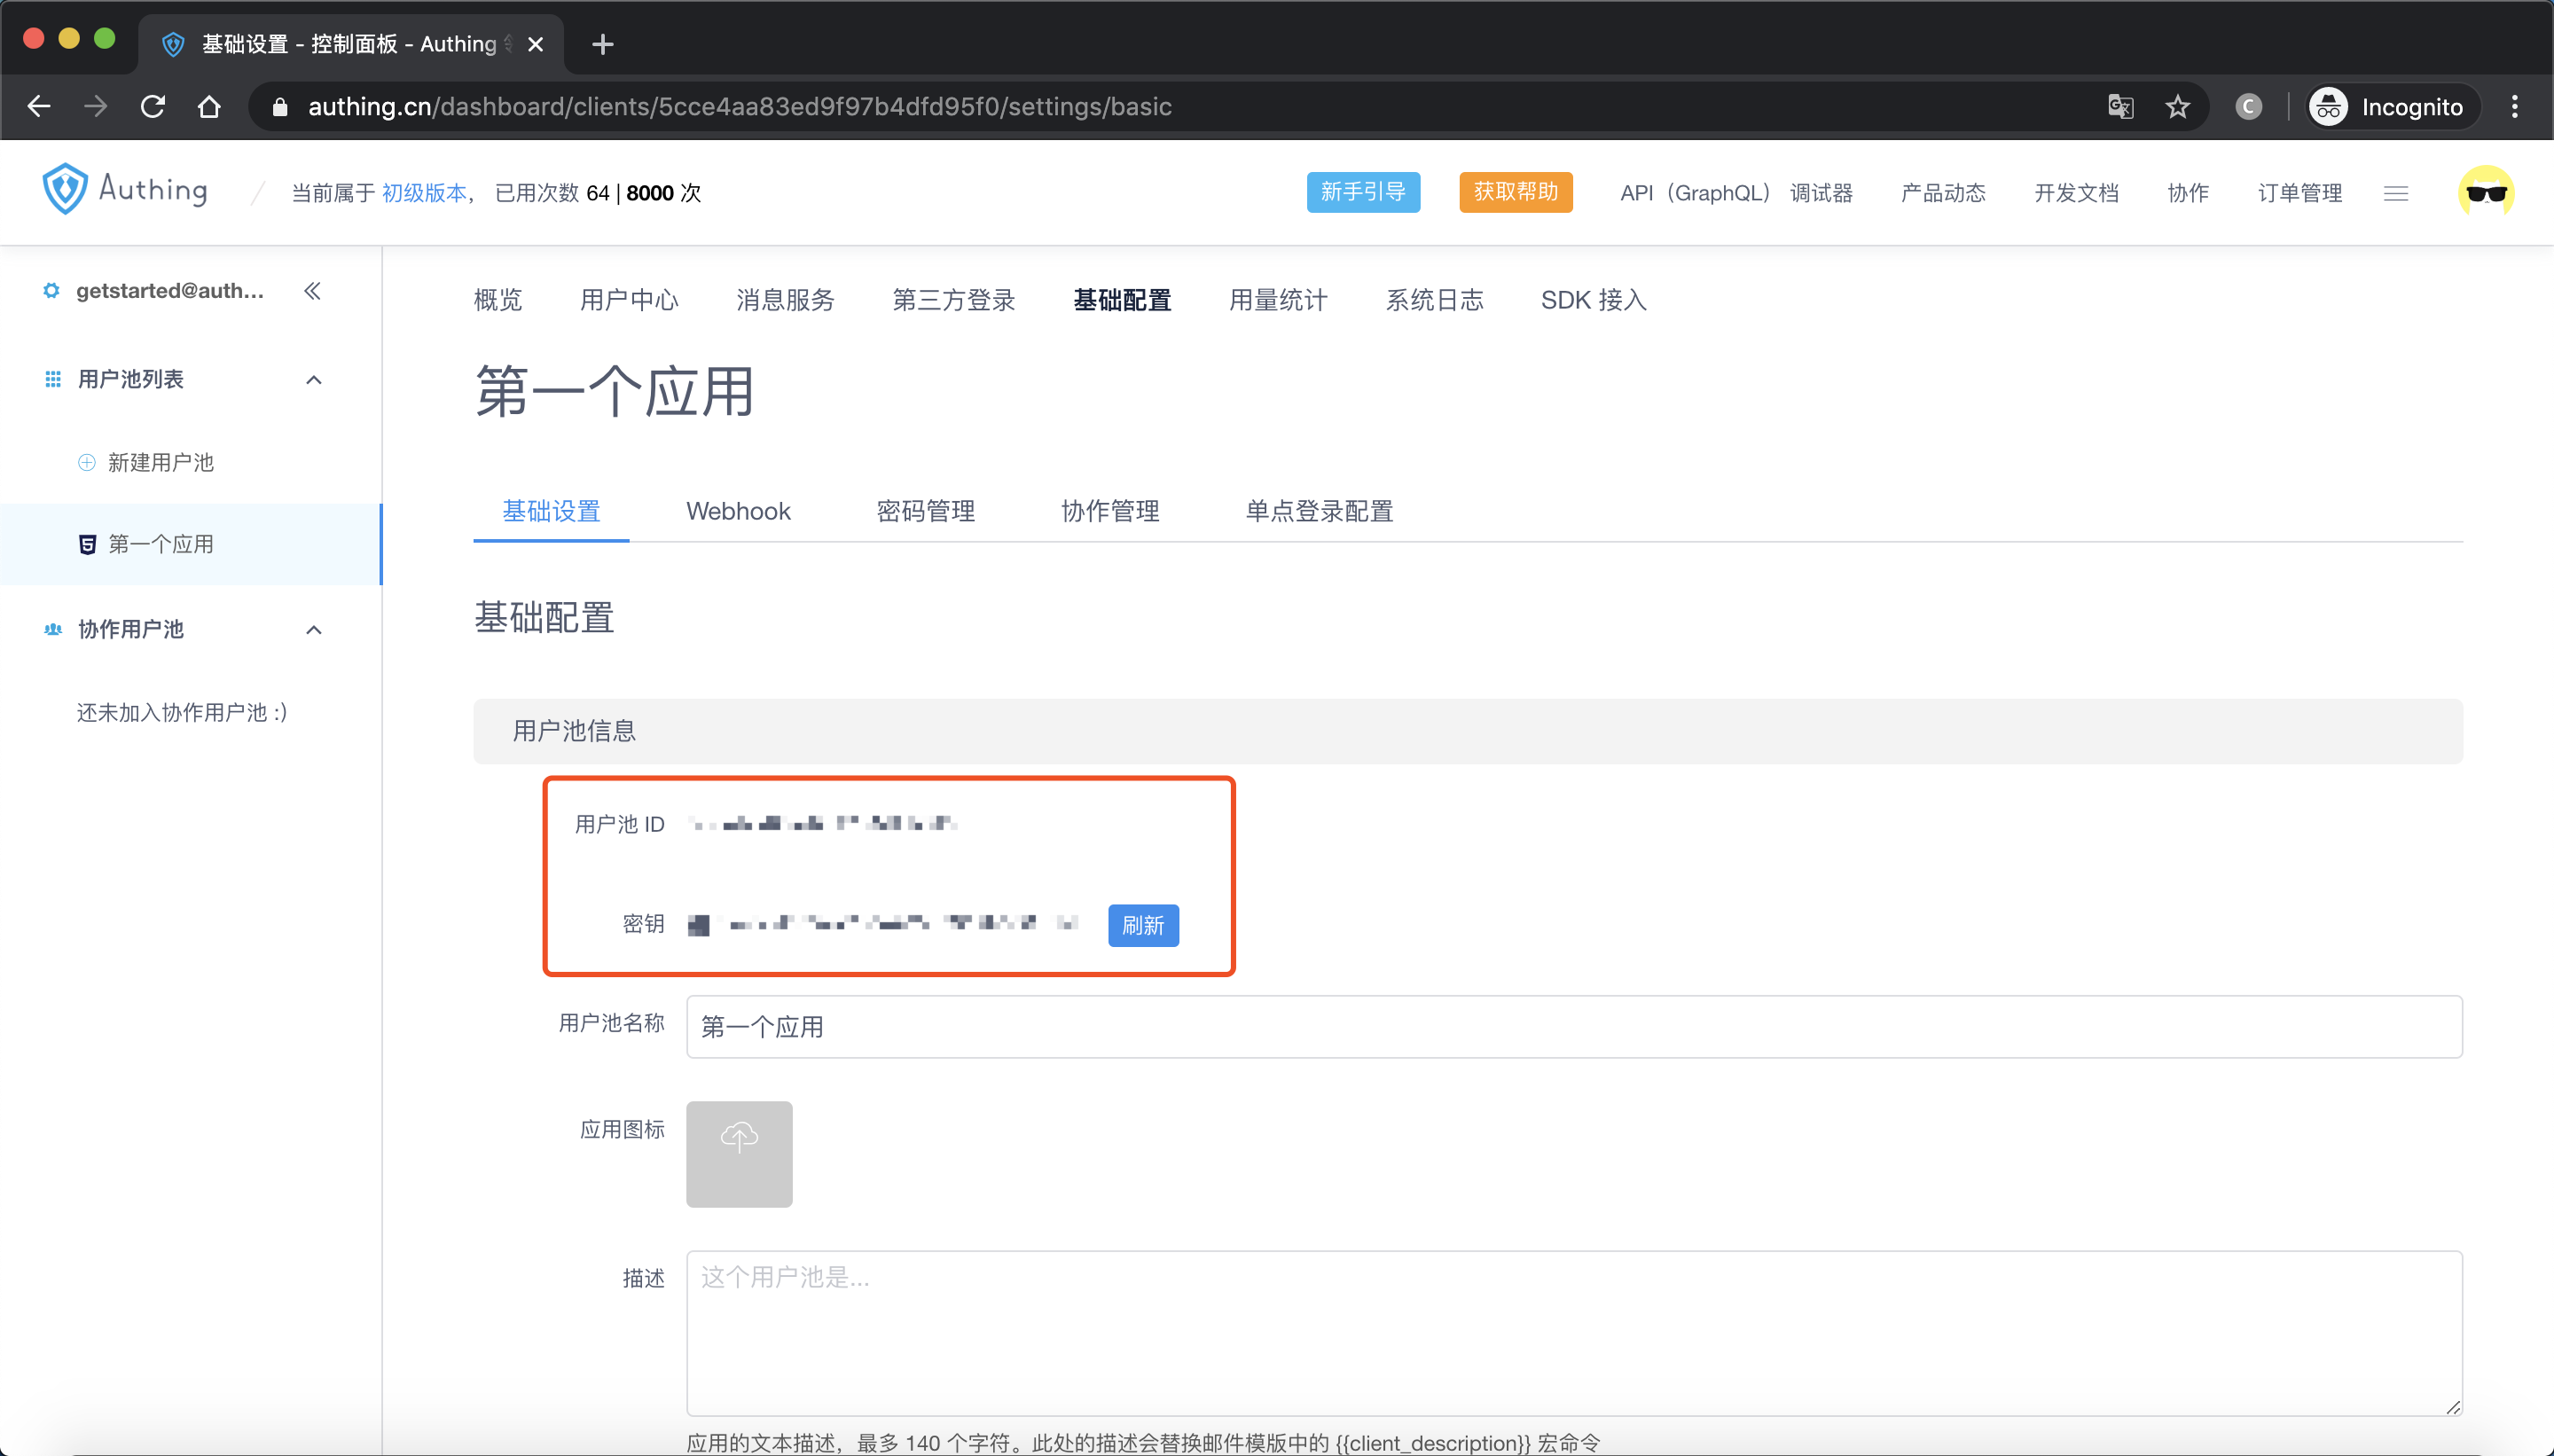 基础设置 - 控制面板 - Authing
authing.cn/dashboard/clients/5cce4aa83ed9f97b4dfd95f0/settings/basic
C
Incognito
Authing
当前属于 初级版本， 已用次数 64 | 8000 次
新手引导
获取帮助
API（GraphQL） 调试器
产品动态
开发文档
协作
订单管理
getstarted@auth...
用户池列表
新建用户池
第一个应用
协作用户池
还未加入协作用户池 :)
概览
用户中心
消息服务
第三方登录
基础配置
用量统计
系统日志
SDK 接入
第一个应用
基础设置
Webhook
密码管理
协作管理
单点登录配置
基础配置
用户池信息
用户池 ID
密钥
刷新
用户池名称
第一个应用
应用图标
描述
这个用户池是...
应用的文本描述，最多 140 个字符。此处的描述会替换邮件模版中的 {{client_description}} 宏命令